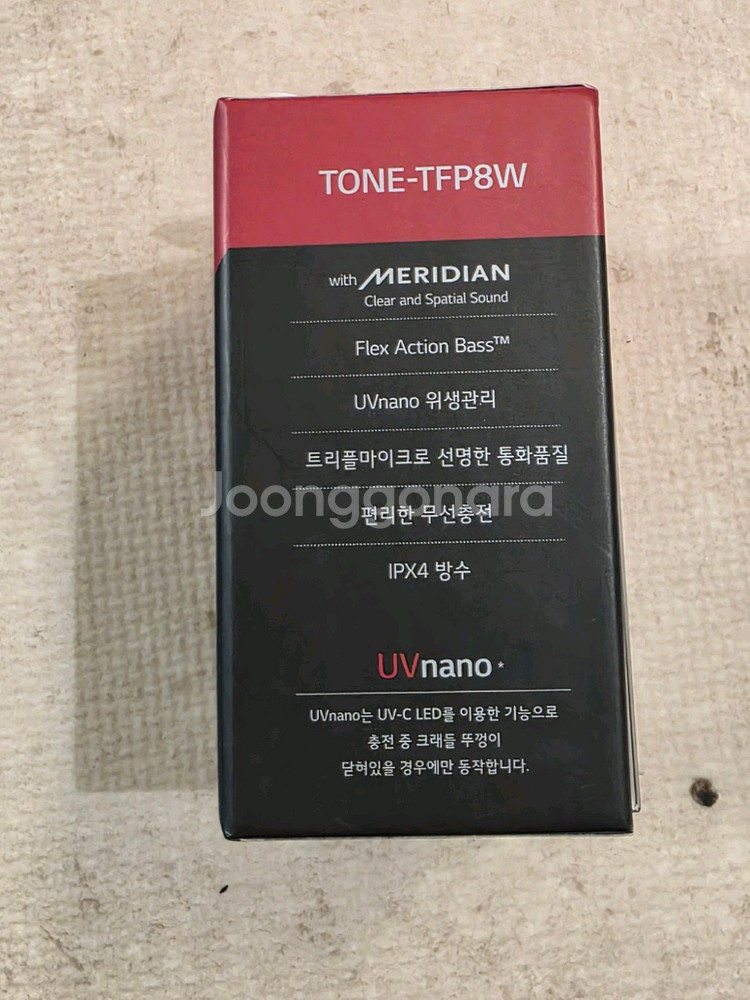 TONE-TFP8W
with MERIDIAN
Clear and Spatial Sound
Flex Action Bass™
UVnano 위생관리
트리플마이크로 선명한 통화품질
Joonggonara
편리한 무선충전
IPX4 방수
UVnano*
UVnano는 UV-C LED를 이용한 기능으로
충전 중 크래들 뚜껑이
닫혀있을 경우에만 동작합니다.